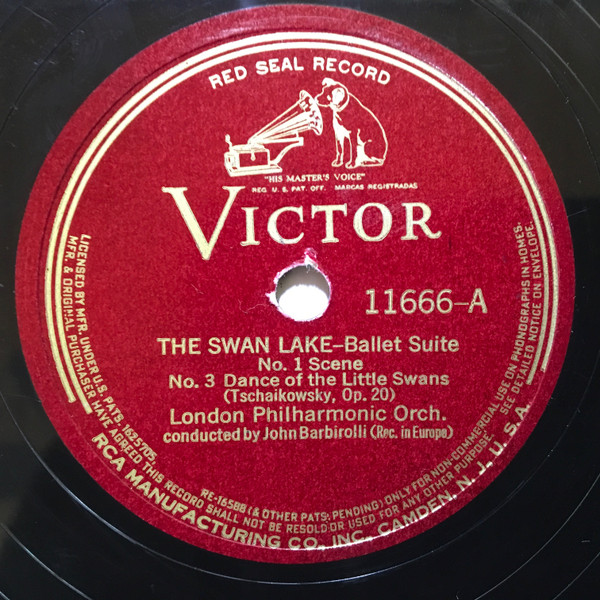 RED SEAL RECORD
"HIS MASTER'S VOICE"
REG. U. S. PAT. OFF. MARCAS REGISTRADAS
VICTOR
11666-A
THE SWAN LAKE-Ballet Suite
No. 1 Scene
No. 3 Dance of the Little Swans
(Tschaikowsky, Op. 20)
London Philharmonic Orch.
conducted by John Barbirolli (Rec. in Europa)
LICENSED BY MFR. UNDER U.S. PATS. 1625705,
RE-16588 (& OTHER PATS. PENDING) ONLY FOR NON-COMMERCIAL USE ON PHONOGRAPHS IN HOMES.
MFR. & ORIGINAL PURCHASER HAVE AGREED THIS RECORD SHALL NOT BE RESOLD OR USED FOR ANY OTHER PURPOSE. SEE DETAILED NOTICE ON ENVELOPE.
RCA MANUFACTURING CO., INC., CAMDEN, N. J., U. S. A.